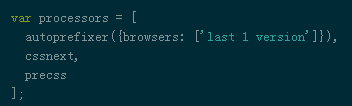 var processors = [
  autoprefixer({browsers: ['last 1 version']}),
  cssnext,
  precss
];